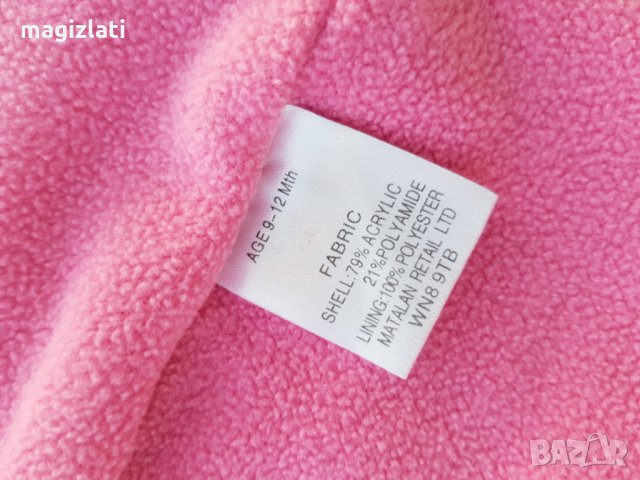 magizlati
AGE 9-12 Mth
FABRIC
SHELL:79% ACRYLIC
21%POLYAMIDE
LINING:100%POLYESTER
MATALAN RETAIL LTD
WN8 9TB
BAZAR